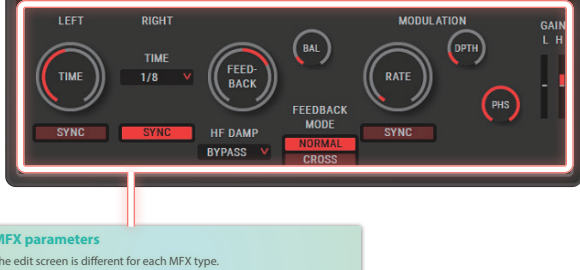 LEFT RIGHT MODULATION GAIN
L H
TIME BAL DPTH
TIME 1/8 FEED-BACK RATE
PHS
FEEDBACK
MODE
SYNC SYNC HF DAMP NORMAL SYNC
BYPASS CROSS
MFX parameters
The edit screen is different for each MFX type.